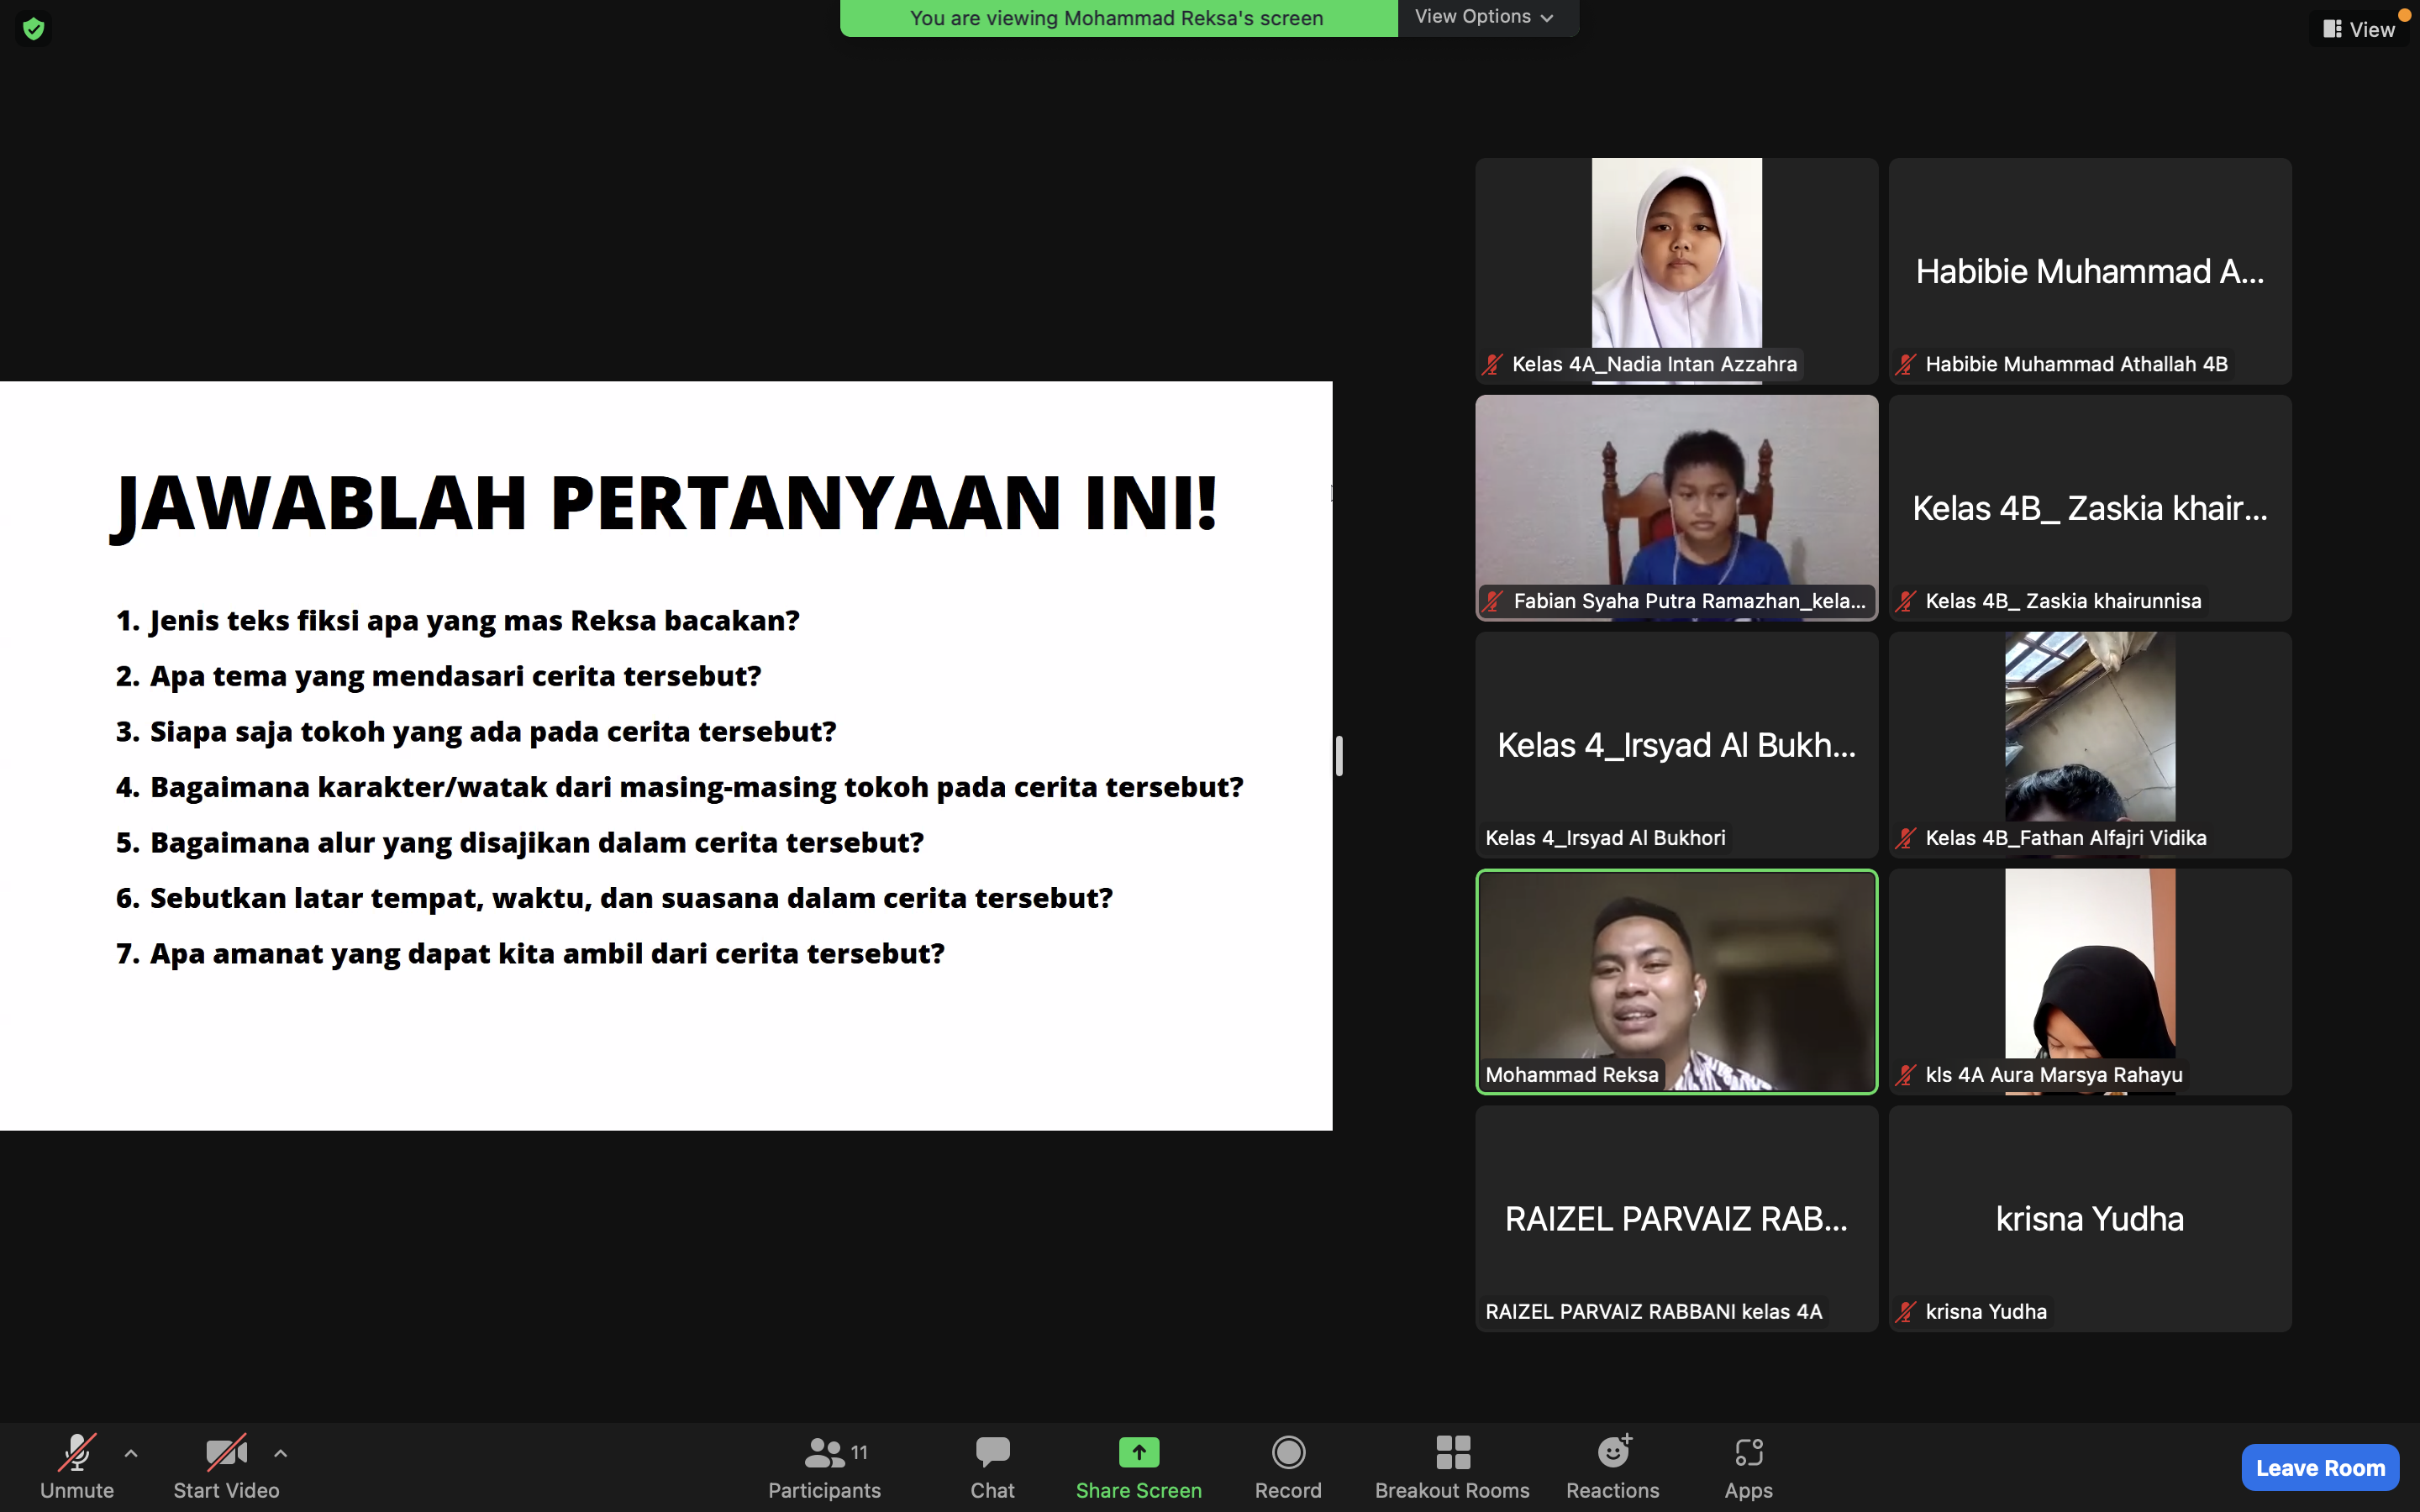 You are viewing Mohammad Reksa's screen
View Options
View
JAWABLAH PERTANYAAN INI!
1. Jenis teks fiksi apa yang mas Reksa bacakan?
2. Apa tema yang mendasari cerita tersebut?
3. Siapa saja tokoh yang ada pada cerita tersebut?
4. Bagaimana karakter/watak dari masing-masing tokoh pada cerita tersebut?
5. Bagaimana alur yang disajikan dalam cerita tersebut?
6. Sebutkan latar tempat, waktu, dan suasana dalam cerita tersebut?
7. Apa amanat yang dapat kita ambil dari cerita tersebut?
Kelas 4A_Nadia Intan Azzahra
Habibie Muhammad A...
Habibie Muhammad Athallah 4B
Fabian Syaha Putra Ramazhan_kela...
Kelas 4B_ Zaskia khair...
Kelas 4B_ Zaskia khairunnisa
Kelas 4_Irsyad Al Bukh...
Kelas 4_Irsyad Al Bukhori
Kelas 4B_Fathan Alfajri Vidika
Mohammad Reksa
kls 4A Aura Marsya Rahayu
RAIZEL PARVAIZ RAB...
RAIZEL PARVAIZ RABBANI kelas 4A
krisna Yudha
krisna Yudha
Unmute
Start Video
11
Participants
Chat
Share Screen
Record
Breakout Rooms
Reactions
Apps
Leave Room